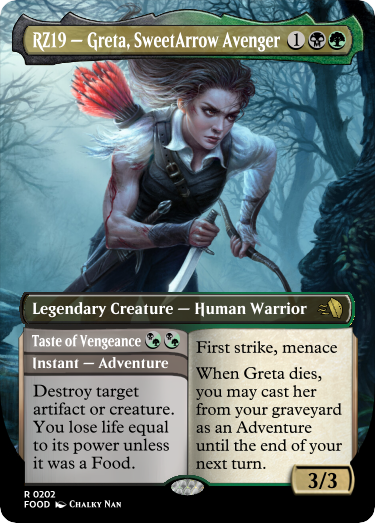 RZ19 — Greta, SweetArrow Avenger 1
Legendary Creature — Human Warrior
Taste of Vengeance
Instant — Adventure
Destroy target
artifact or creature.
You lose life equal
to its power unless
it was a Food.
First strike, menace
When Greta dies,
you may cast her
from your graveyard
as an Adventure
until the end of your
next turn.
3/3
R 0202
FOOD Chalky Nan